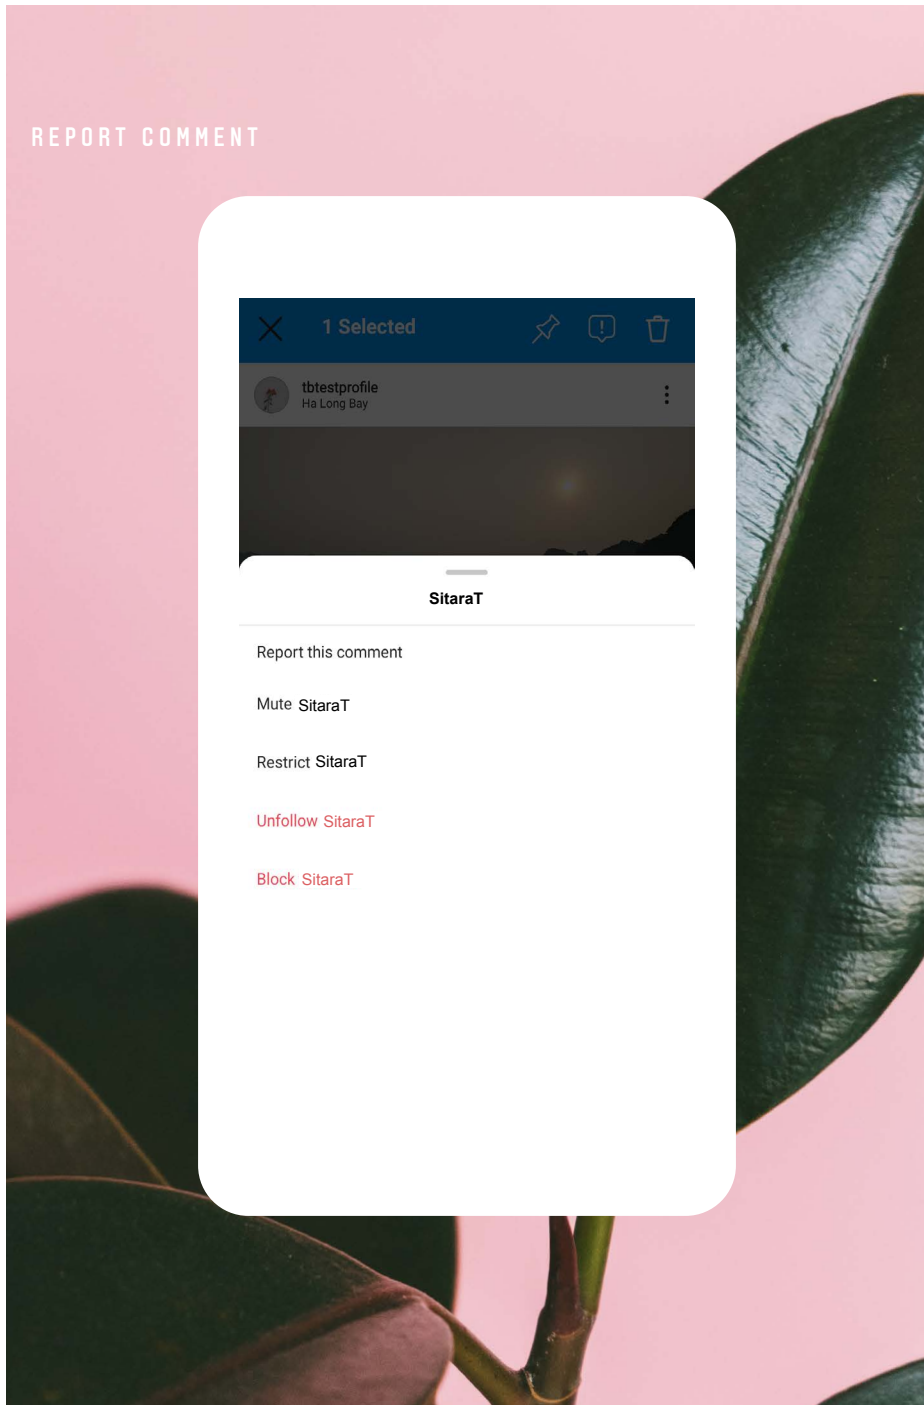 REPORT COMMENT
1 Selected
tbtestprofile
Ha Long Bay
SitaraT
Report this comment
Mute SitaraT
Restrict SitaraT
Unfollow SitaraT
Block SitaraT